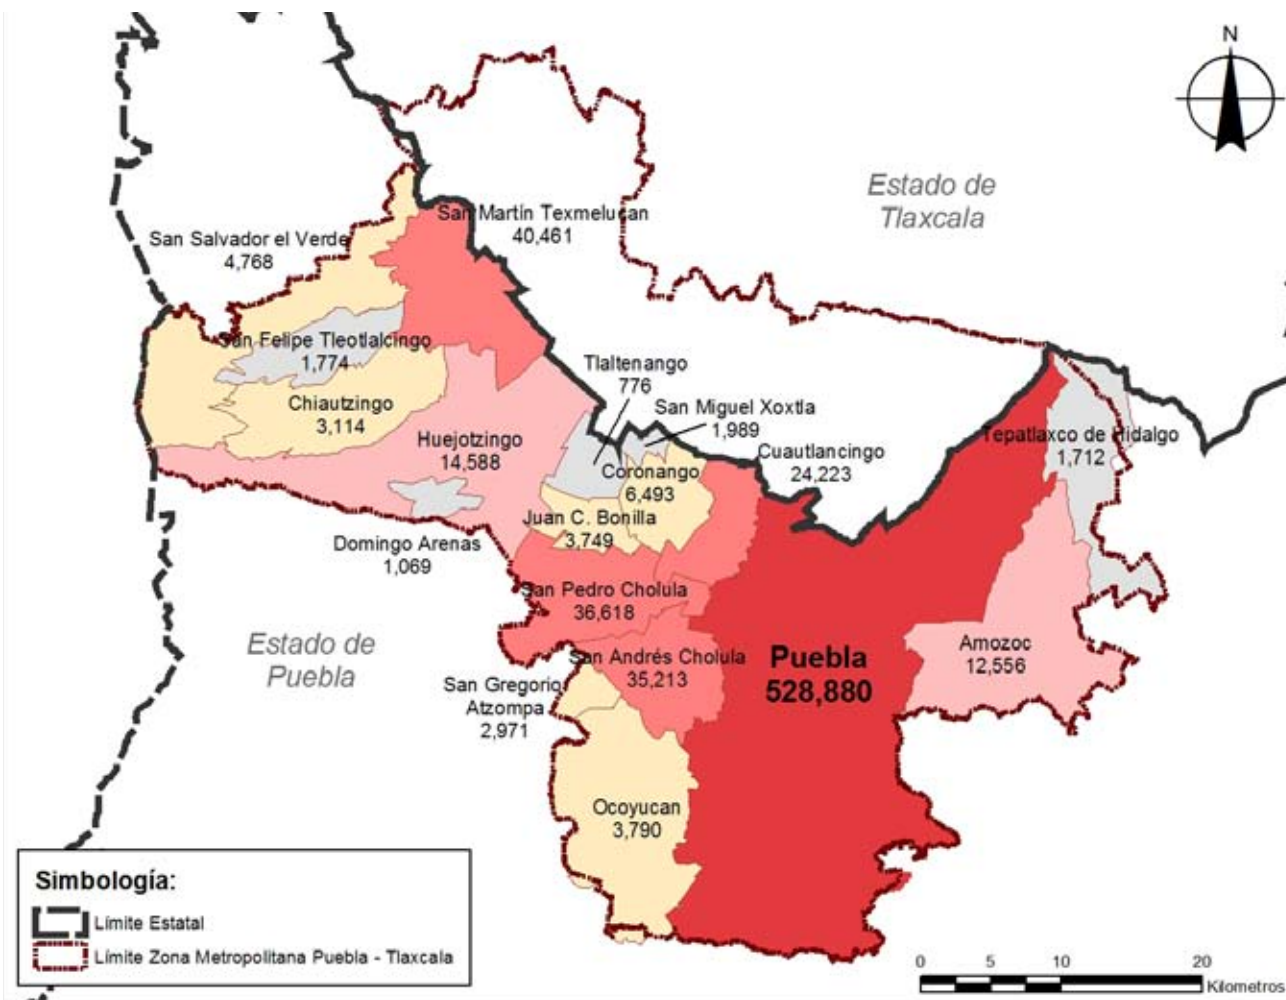 N
Estado de
Tlaxcala
San Martín Texmelucan
40,461
San Salvador el Verde
4,768
San Felipe Tleotlalcingo
1,774
Tlaltenango
776
Chiautzingo
3,114
San Miguel Xoxtla
1,989
Huejotzingo
14,588
Cuautlancingo
24,223
Tepatlaxco de Hidalgo
1,712
Coronango
6,493
Juan C. Bonilla
3,749
Domingo Arenas
1,069
San Pedro Cholula
36,618
Estado de
Puebla
San Andrés Cholula
35,213
Puebla
528,880
Amozoc
12,556
San Gregorio
Atzompa
2,971
Ocoyucan
3,790
Simbología:
Límite Estatal
Límite Zona Metropolitana Puebla - Tlaxcala
0 5 10 20
Kilometros